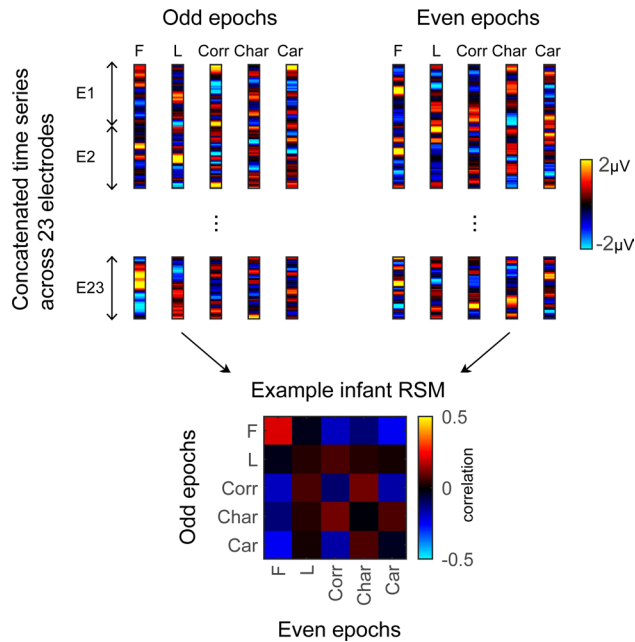 Odd epochs
Even epochs
F L Corr Char Car
F L Corr Char Car
Concatenated time series
across 23 electrodes
E1
E2
E23
...
...
2μV
-2μV
Example infant RSM
Odd epochs
F
L
Corr
Char
Car
F L Corr Char Car
Even epochs
0.5
0
-0.5
correlation